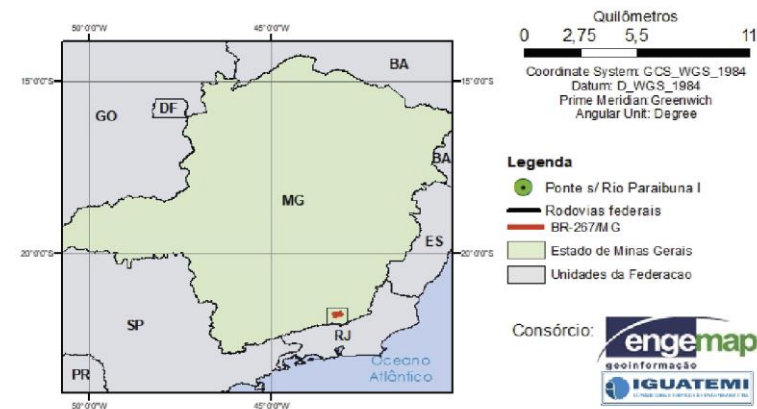 50°0'0"W
45°0'0"W
15°0'0"S
15°0'0"S
BA
GO
DF
BA
MG
ES
20°0'0"S
20°0'0"S
SP
RJ
PR
Oceano
Atlântico
50°0'0"W
45°0'0"W
Quilômetros
0 2,75 5,5 11
Coordinate System: GCS_WGS_1984
Datum: D_WGS_1984
Prime Meridian: Greenwich
Angular Unit: Degree
Legenda
Ponte s/ Rio Paraibuna I
Rodovias federais
BR-267/MG
Estado de Minas Gerais
Unidades da Federacao
Consórcio:
engemap
geoinformação
IGUATEMI